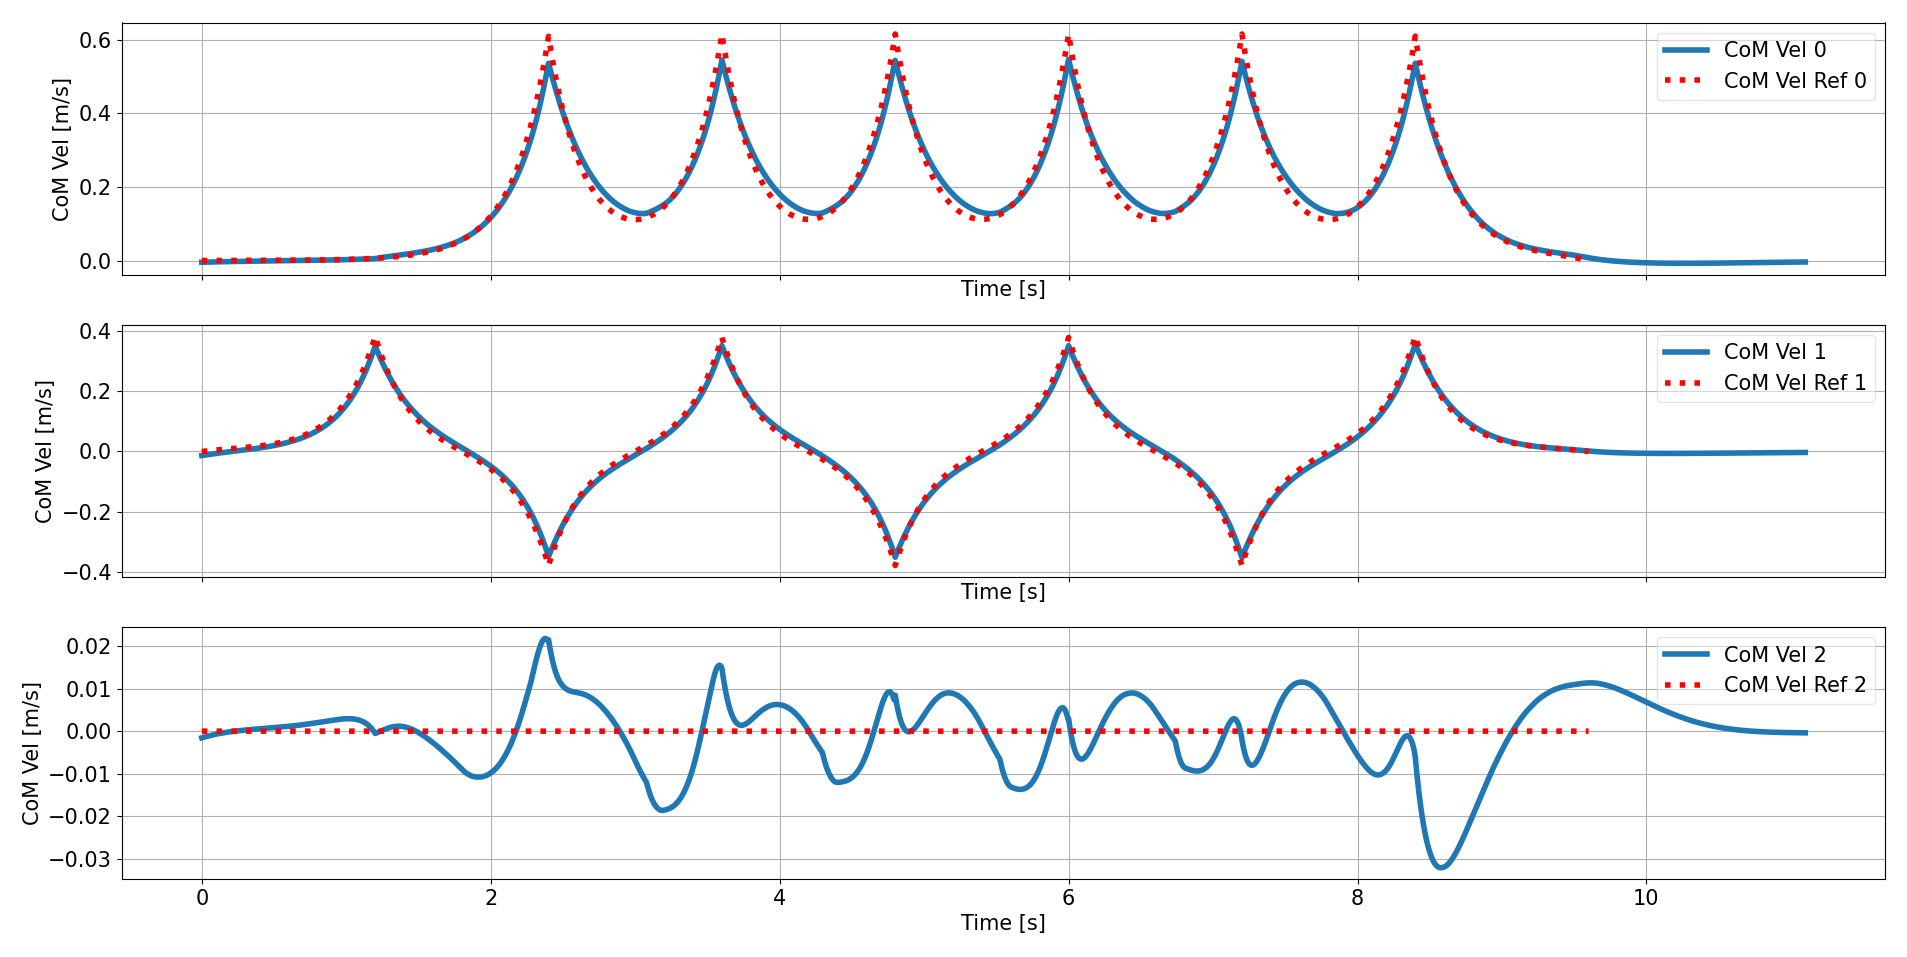 0.6
0.4
0.2
0.0
CoM Vel [m/s]
CoM Vel 0
CoM Vel Ref 0
Time [s]
0.4
0.2
0.0
−0.2
−0.4
CoM Vel [m/s]
CoM Vel 1
CoM Vel Ref 1
Time [s]
0.02
0.01
0.00
−0.01
−0.02
−0.03
CoM Vel [m/s]
CoM Vel 2
CoM Vel Ref 2
0 2 4 6 8 10
Time [s]